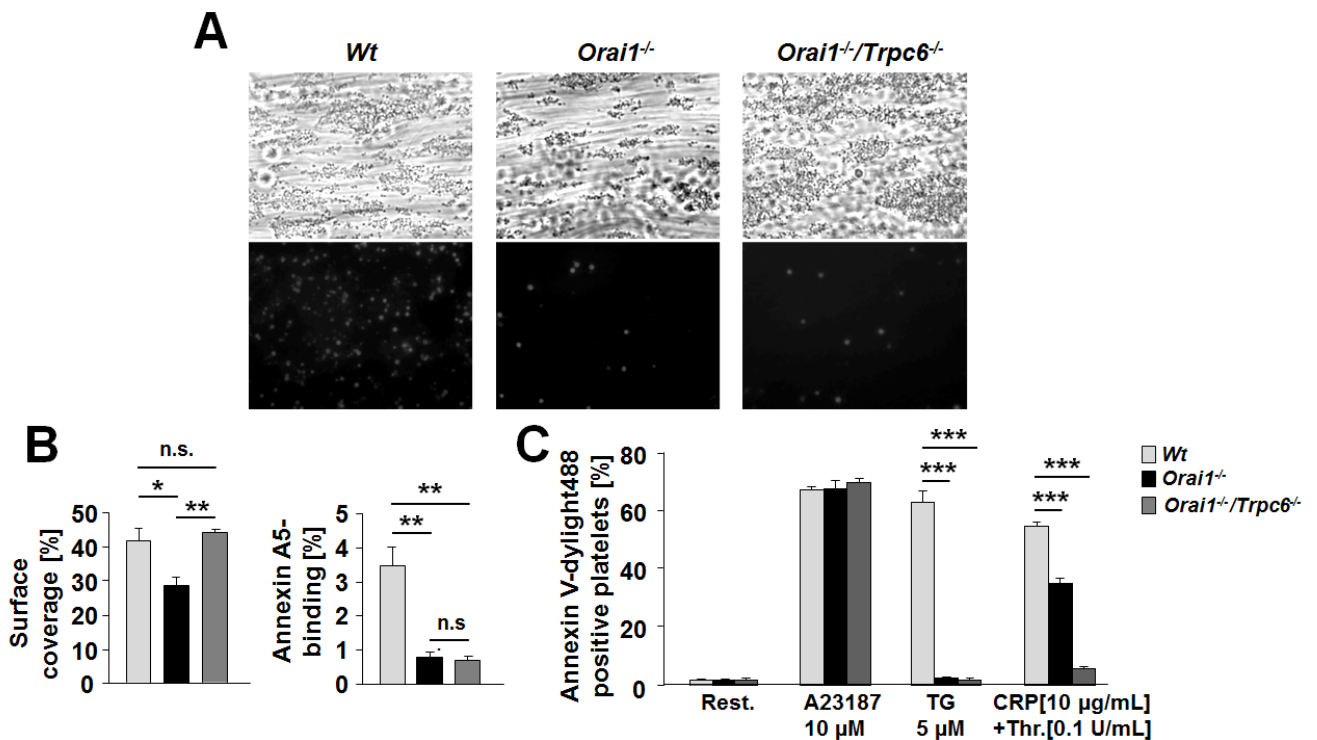 A
Wt
Orai1-/-
Orai1-/-/Trpc6-/-
B
n.s.
*
**
50
40
30
20
10
0
Surface
coverage [%]
**
**
n.s
5
4
3
2
1
0
Annexin A5-
binding [%]
C
***
***
***
***
80
60
40
20
0
Annexin V-dylight488
positive platelets [%]
Rest.
A23187
10 µM
TG
5 µM
CRP[10 µg/mL]
+Thr.[0.1 U/mL]
Wt
Orai1-/-
Orai1-/-/Trpc6-/-